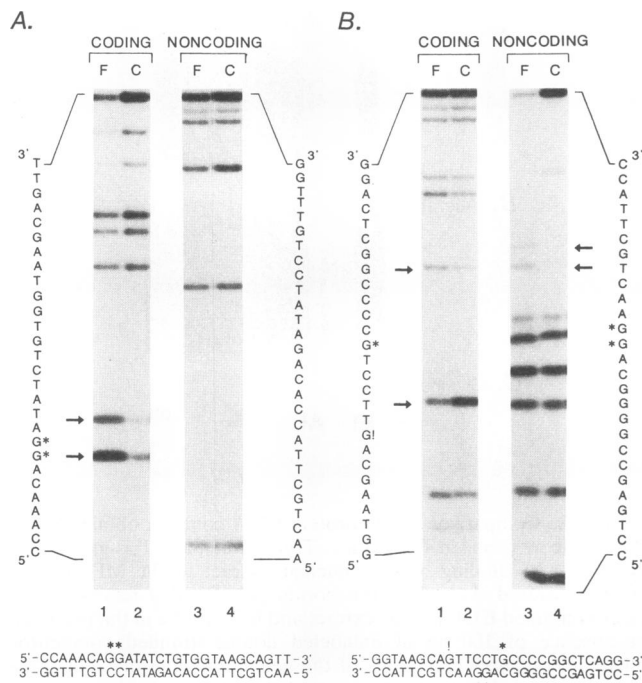 A.
CODING NONCODING
F C F C
3'
T T G A C G A A T G G T G T C T A T A G* G* A C A A A C C
5'
3'
G G T T T G T C C T A T A G A C A C C A T T C G T C A A
5'
1 2 3 4
**
5'-CCAAACAGGATATCTGTGGTAAGCAGTT-3'
3'-GGTTTGTCCTATAGACACCATTCGTCAA-5'
B.
CODING NONCODING
F C F C
3'
G G A C T C G G C C C C G* T C C T T G! A C G A A T G G
5'
3'
C C A T T C G T C A A *G *G A C G G G G C C G A G T C C
5'
1 2 3 4
! *
5'-GGTAAGCAGTTCCTGCCCCGGCTCAGG-3'
3'-CCATTCGTCAAGGACGGGGCCGAGTCC-5'